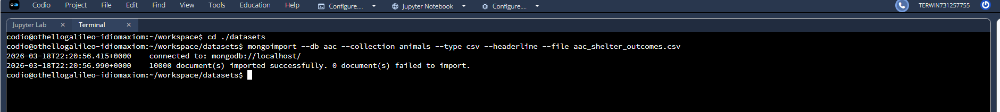 Codio Project File Edit Find View Tools Education Help Configure.... Jupyter Notebook Configure.... TERWIN731257755
Jupyter Lab × Terminal ×
codio@othellogalileo-idiomaxiom:~/workspace$ cd ./datasets
codio@othellogalileo-idiomaxiom:~/workspace/datasets$ mongoimport --db aac --collection animals --type csv --headerline --file aac_shelter_outcomes.csv
2026-03-18T22:20:56.415+0000    connected to: mongodb://localhost/
2026-03-18T22:20:56.990+0000    10000 document(s) imported successfully. 0 document(s) failed to import.
codio@othellogalileo-idiomaxiom:~/workspace/datasets$